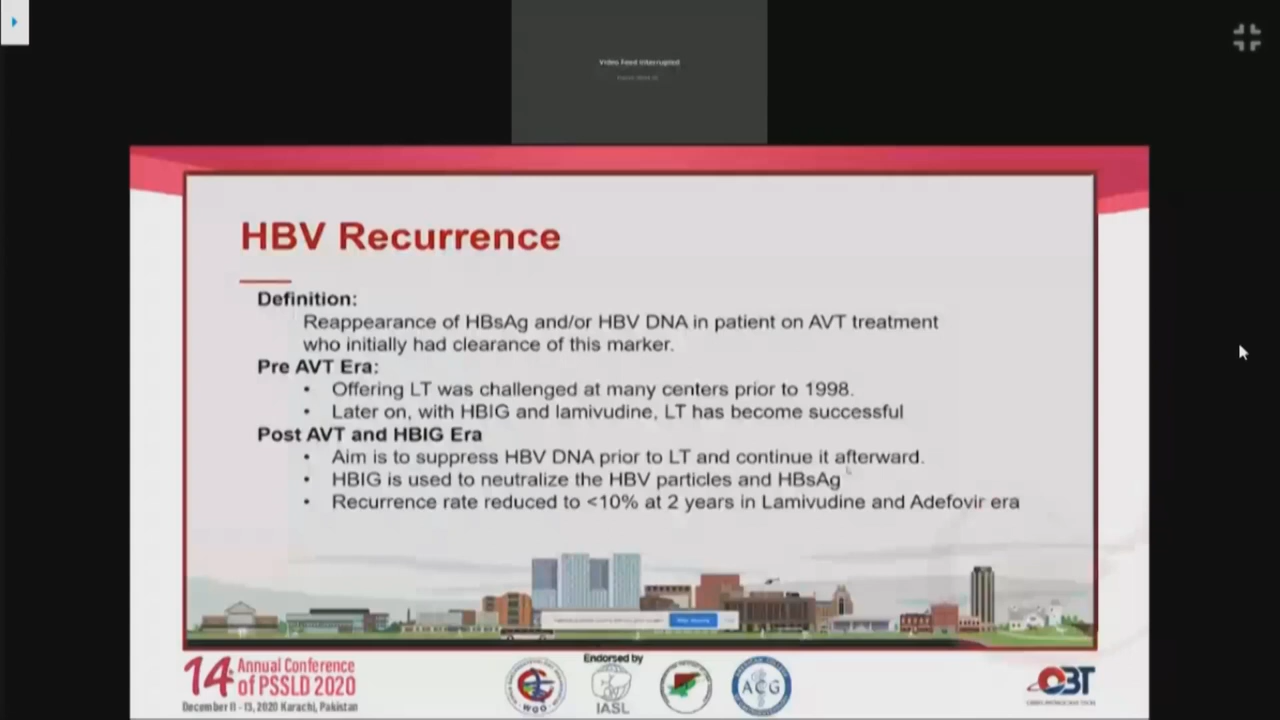 Video Feed Interrupted
HBV Recurrence
Definition:
Reappearance of HBsAg and/or HBV DNA in patient on AVT treatment
who initially had clearance of this marker.
Pre AVT Era:
• Offering LT was challenged at many centers prior to 1998.
• Later on, with HBIG and lamivudine, LT has become successful
Post AVT and HBIG Era
• Aim is to suppress HBV DNA prior to LT and continue it afterward.
• HBIG is used to neutralize the HBV particles and HBsAg
• Recurrence rate reduced to <10% at 2 years in Lamivudine and Adefovir era
14th Annual Conference
of PSSLD 2020
December 11 - 13, 2020 Karachi, Pakistan
Endorsed by
WGO
IASL
ACG
OBT